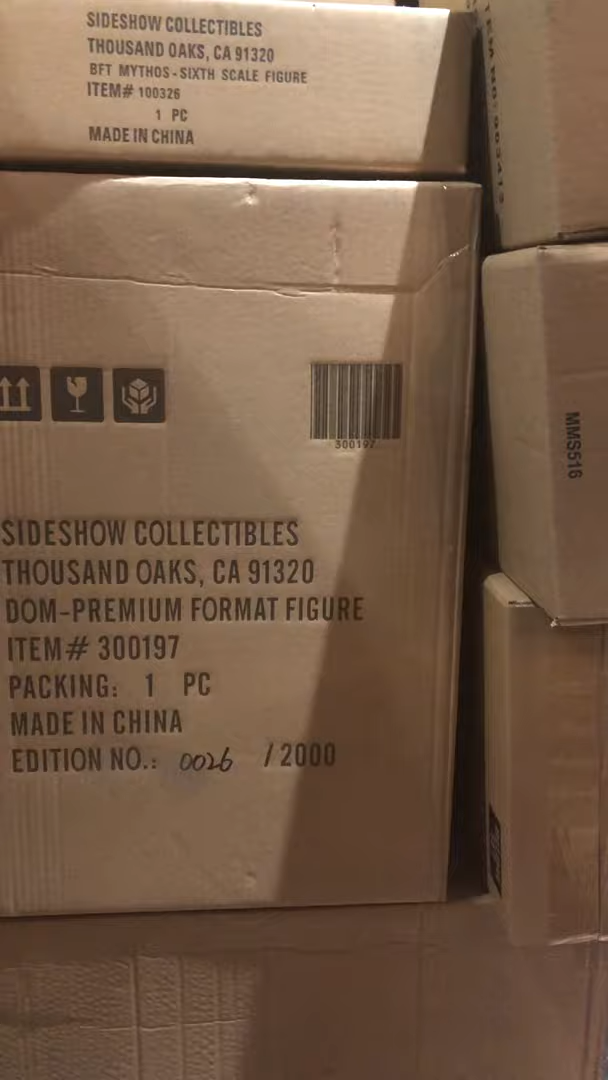 SIDESHOW COLLECTIBLES
THOUSAND OAKS, CA 91320
BFT MYTHOS-SIXTH SCALE FIGURE
ITEM# 100326
1 PC
MADE IN CHINA
300197
SIDESHOW COLLECTIBLES
THOUSAND OAKS, CA 91320
DOM-PREMIUM FORMAT FIGURE
ITEM# 300197
PACKING: 1 PC
MADE IN CHINA
EDITION NO.: 0026 /2000
MMS516